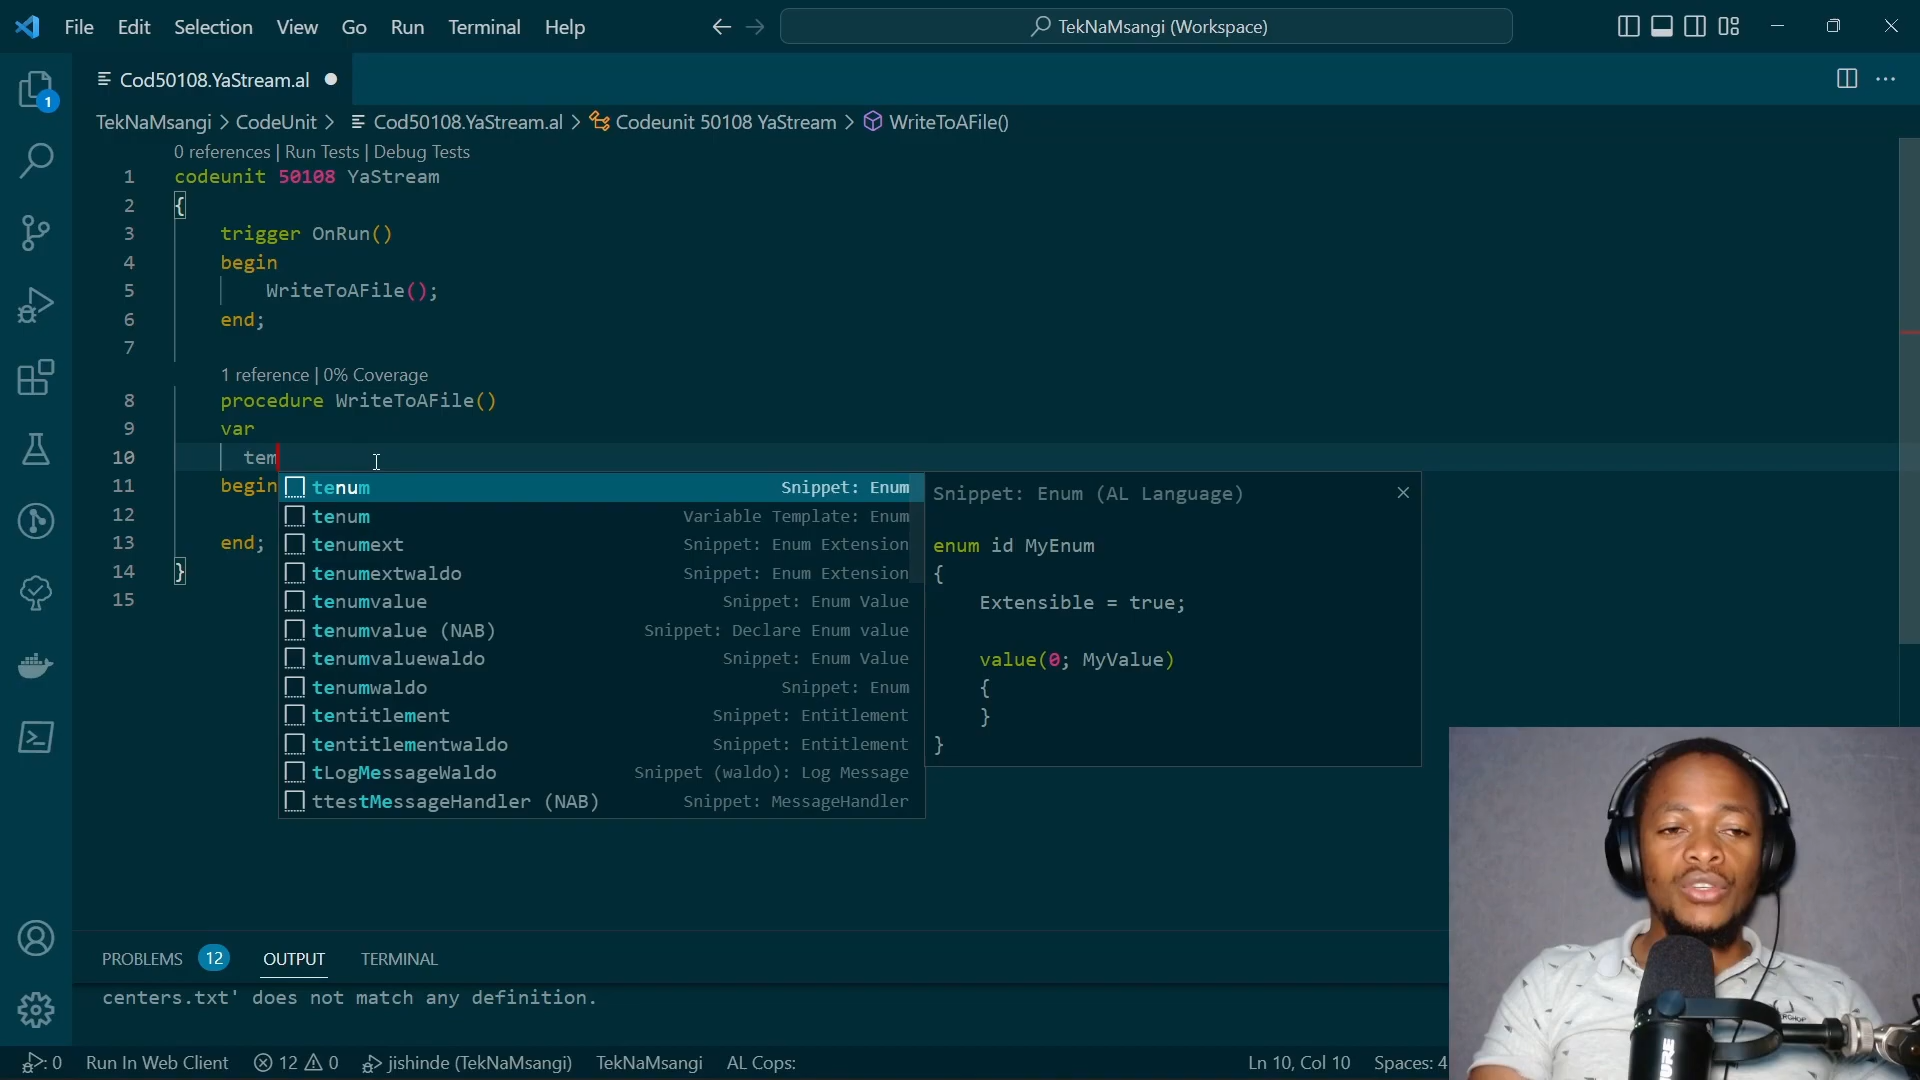 File Edit Selection View Go Run Terminal Help
TekNaMsangi (Workspace)
1
Cod50108.YaStream.al
TekNaMsangi > CodeUnit > Cod50108.YaStream.al > Codeunit 50108 YaStream > WriteToAFile()
0 references | Run Tests | Debug Tests
1 codeunit 50108 YaStream
2 {
3 trigger OnRun()
4 begin
5 WriteToAFile();
6 end;
7
1 reference | 0% Coverage
8 procedure WriteToAFile()
9 var
10 tem
11 begin
12
13 end;
14 }
15
tenum Snippet: Enum
tenum Variable Template: Enum
tenumext Snippet: Enum Extension
tenumextwaldo Snippet: Enum Extension
tenumvalue Snippet: Enum Value
tenumvalue (NAB) Snippet: Declare Enum value
tenumvaluewaldo Snippet: Enum Value
tenumwaldo Snippet: Enum
tentitlement Snippet: Entitlement
tentitlementwaldo Snippet: Entitlement
tLogMessageWaldo Snippet (waldo): Log Message
ttestMessageHandler (NAB) Snippet: MessageHandler
Snippet: Enum (AL Language)
enum id MyEnum
{
Extensible = true;
value(0; MyValue)
{
}
}
PROBLEMS 12 OUTPUT TERMINAL
centers.txt' does not match any definition.
0 Run In Web Client 12 0 jishinde (TekNaMsangi) TekNaMsangi AL Cops: Ln 10, Col 10 Spaces: 4